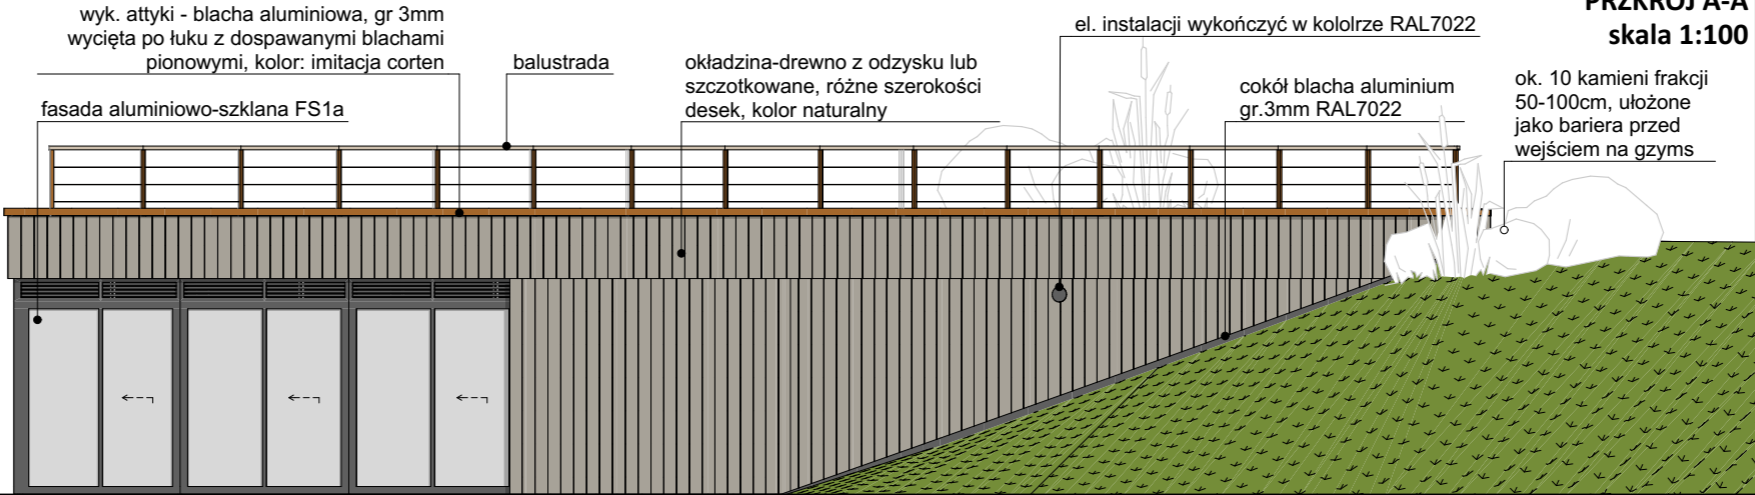 wyk. attyki - blacha aluminiowa, gr 3mm
wycięta po łuku z dospawanymi blachami
pionowymi, kolor: imitacja corten
fasada aluminiowo-szklana FS1a
balustrada
okładzina-drewno z odzysku lub
szczotkowane, różne szerokości
desek, kolor naturalny
el. instalacji wykończyć w kololrze RAL7022
cokół blacha aluminium
gr.3mm RAL7022
PRZKRÓJ A-A
skala 1:100
ok. 10 kamieni frakcji
50-100cm, ułożone
jako bariera przed
wejściem na gzyms